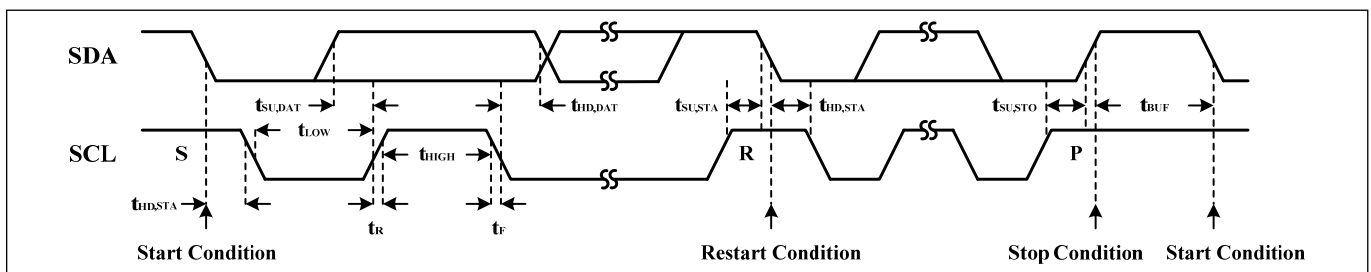 SDA
tSU,DAT
tHD,DAT
tSU,STA
tHD,STA
tSU,STO
tBUF
tLOW
SCL
S
tHIGH
R
P
tHD,STA
tR
tF
Start Condition
Restart Condition
Stop Condition
Start Condition